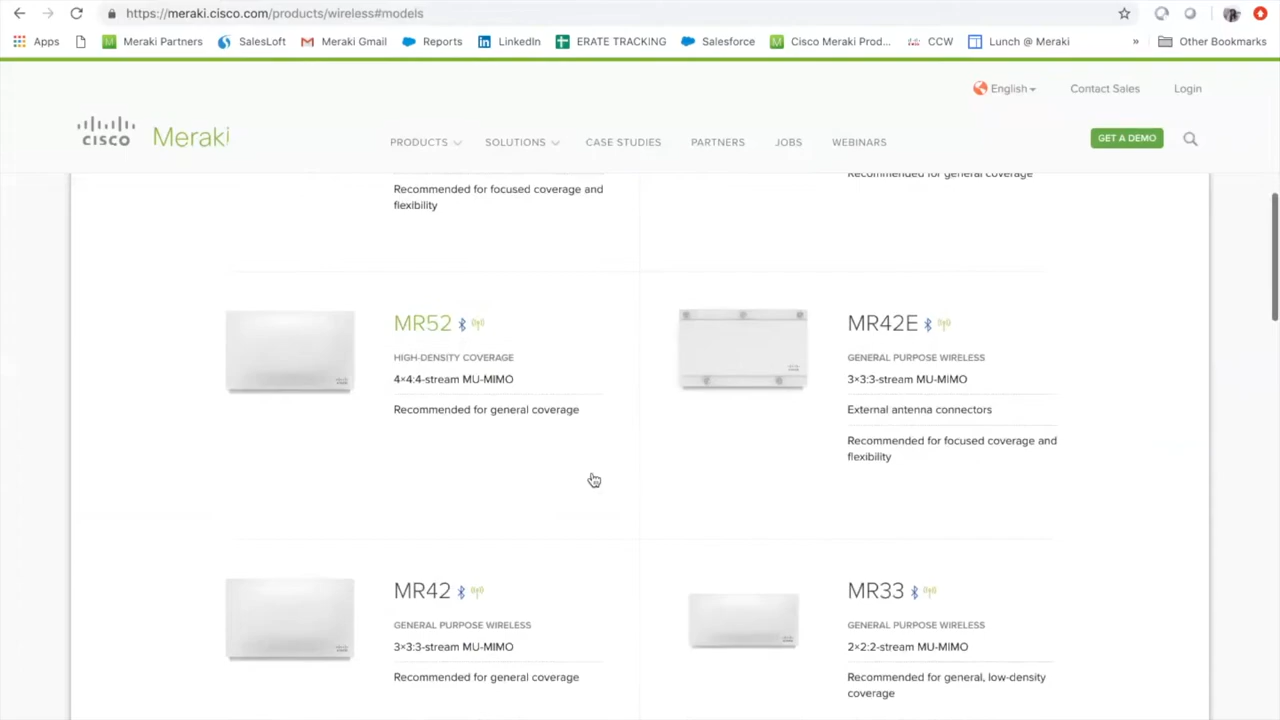 https://meraki.cisco.com/products/wireless#models
Apps
Meraki Partners
SalesLoft
Meraki Gmail
Reports
LinkedIn
ERATE TRACKING
Salesforce
Cisco Meraki Prod...
CCW
Lunch @ Meraki
»
Other Bookmarks
English
Contact Sales
Login
CISCO
Meraki
PRODUCTS
SOLUTIONS
CASE STUDIES
PARTNERS
JOBS
WEBINARS
GET A DEMO
Recommended for focused coverage and
flexibility
Recommended for general coverage
MR52
HIGH-DENSITY COVERAGE
4×4:4-stream MU-MIMO
Recommended for general coverage
MR42E
GENERAL PURPOSE WIRELESS
3×3:3-stream MU-MIMO
External antenna connectors
Recommended for focused coverage and
flexibility
MR42
GENERAL PURPOSE WIRELESS
3×3:3-stream MU-MIMO
Recommended for general coverage
MR33
GENERAL PURPOSE WIRELESS
2×2:2-stream MU-MIMO
Recommended for general, low-density
coverage